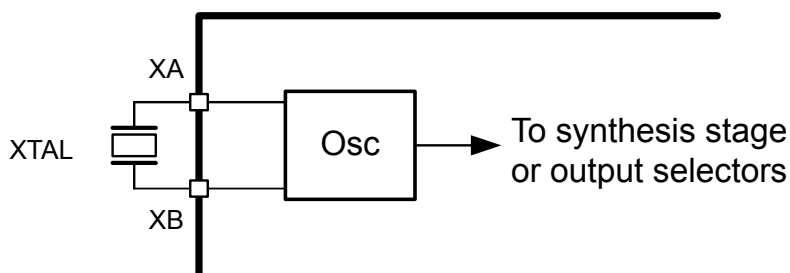 XA
XTAL
Osc
To synthesis stage
or output selectors
XB